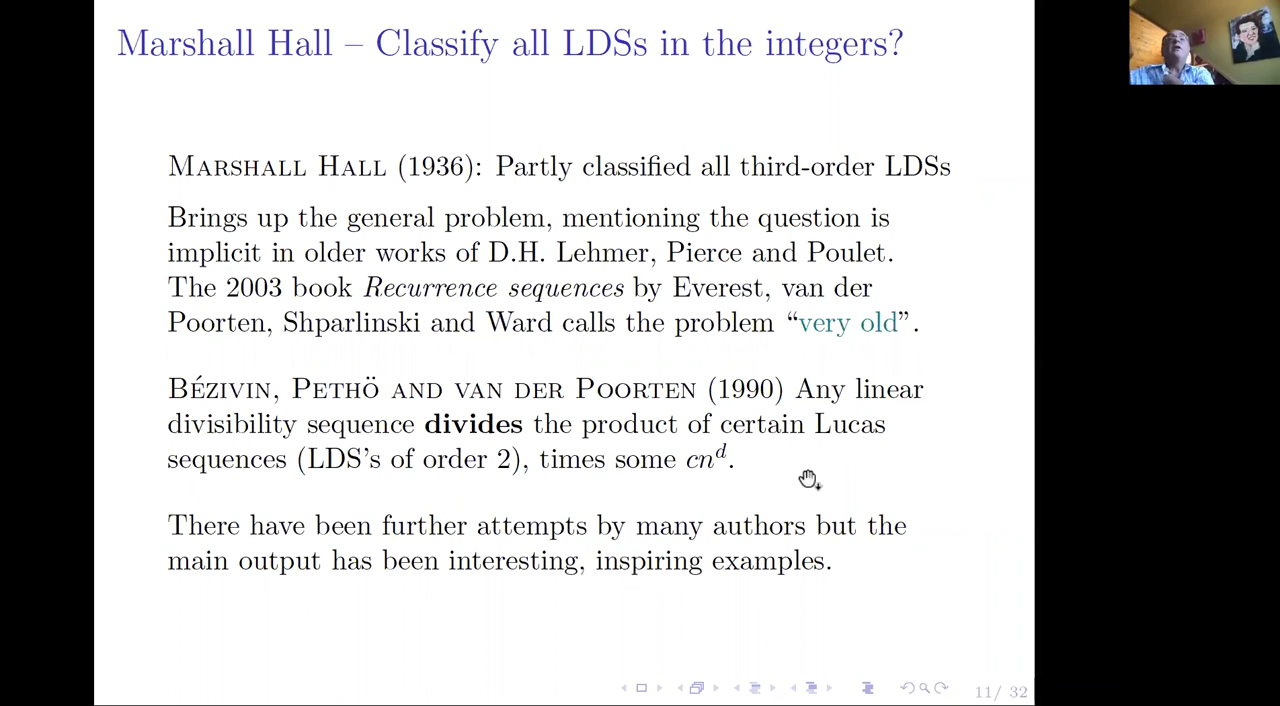 Marshall Hall – Classify all LDSs in the integers?
MARSHALL HALL (1936): Partly classified all third-order LDSs
Brings up the general problem, mentioning the question is
implicit in older works of D.H. Lehmer, Pierce and Poulet.
The 2003 book Recurrence sequences by Everest, van der
Poorten, Shparlinski and Ward calls the problem “very old”.
BÉZIVIN, PETHÖ AND VAN DER POORTEN (1990) Any linear
divisibility sequence divides the product of certain Lucas
sequences (LDS’s of order 2), times some cnᵈ.
There have been further attempts by many authors but the
main output has been interesting, inspiring examples.
11/ 32